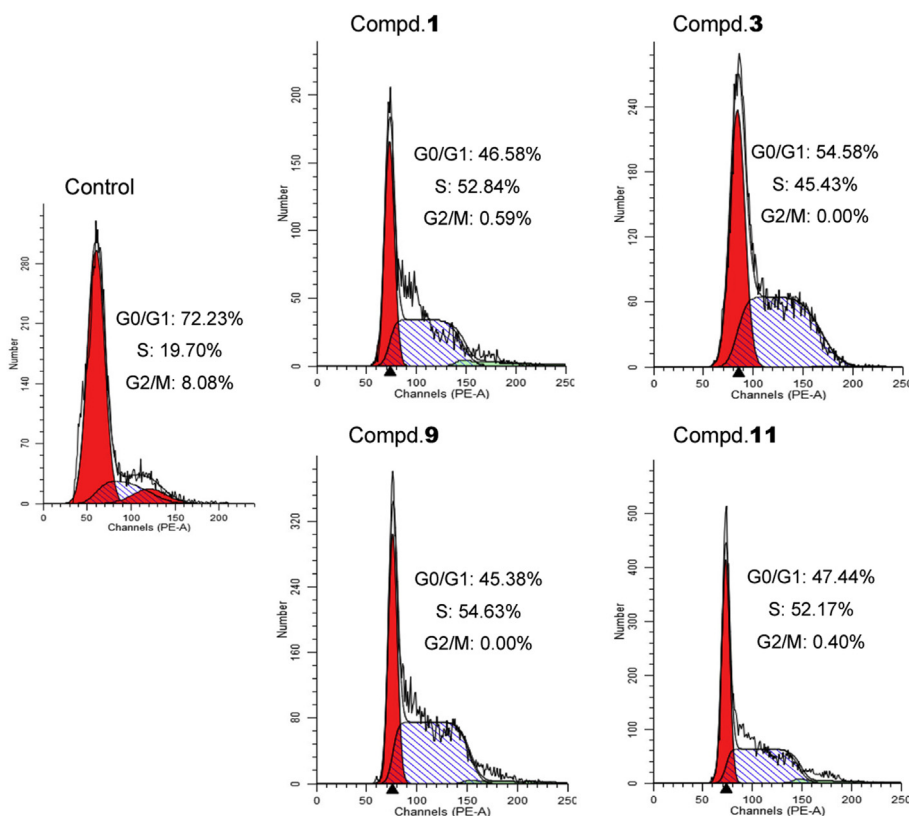 Control
280
210
140
70
0
Number
G0/G1: 72.23%
S: 19.70%
G2/M: 8.08%
0 50 100 150 200
Channels (PE-A)
Compd.1
200
150
100
50
0
Number
G0/G1: 46.58%
S: 52.84%
G2/M: 0.59%
0 50 100 150 200 250
Channels (PE-A)
Compd.3
240
180
120
60
0
Number
G0/G1: 54.58%
S: 45.43%
G2/M: 0.00%
0 50 100 150 200 250
Channels (PE-A)
Compd.9
320
240
160
80
0
Number
G0/G1: 45.38%
S: 54.63%
G2/M: 0.00%
0 50 100 150 200 250
Channels (PE-A)
Compd.11
500
400
300
200
100
0
Number
G0/G1: 47.44%
S: 52.17%
G2/M: 0.40%
0 50 100 150 200 250
Channels (PE-A)